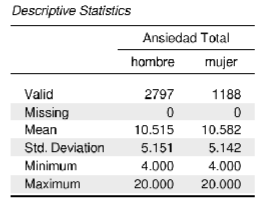 Descriptive Statistics
Ansiedad Total
hombre mujer
Valid 2797 1188
Missing 0 0
Mean 10.515 10.582
Std. Deviation 5.151 5.142
Minimum 4.000 4.000
Maximum 20.000 20.000